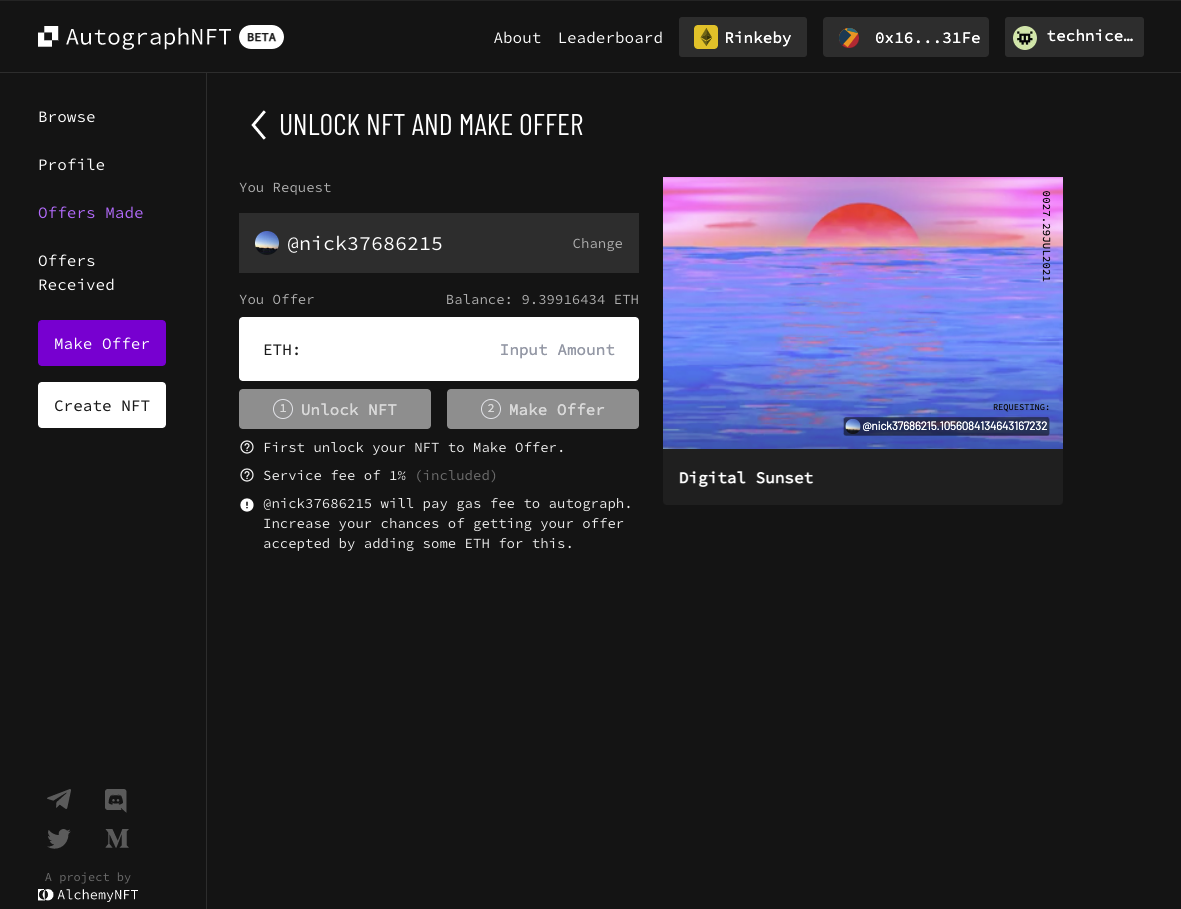 AutographNFT BETA
About
Leaderboard
Rinkeby
0x16...31Fe
technice…
Browse
Profile
Offers Made
Offers
Received
Make Offer
Create NFT
UNLOCK NFT AND MAKE OFFER
You Request
@nick37686215
Change
You Offer
Balance: 9.39916434 ETH
ETH:
Input Amount
1 Unlock NFT
2 Make Offer
First unlock your NFT to Make Offer.
Service fee of 1% (included)
@nick37686215 will pay gas fee to autograph.
Increase your chances of getting your offer
accepted by adding some ETH for this.
0027.29JUL2021
REQUESTING:
@nick37686215.1056084134643167232
Digital Sunset
M
A project by
AlchemyNFT